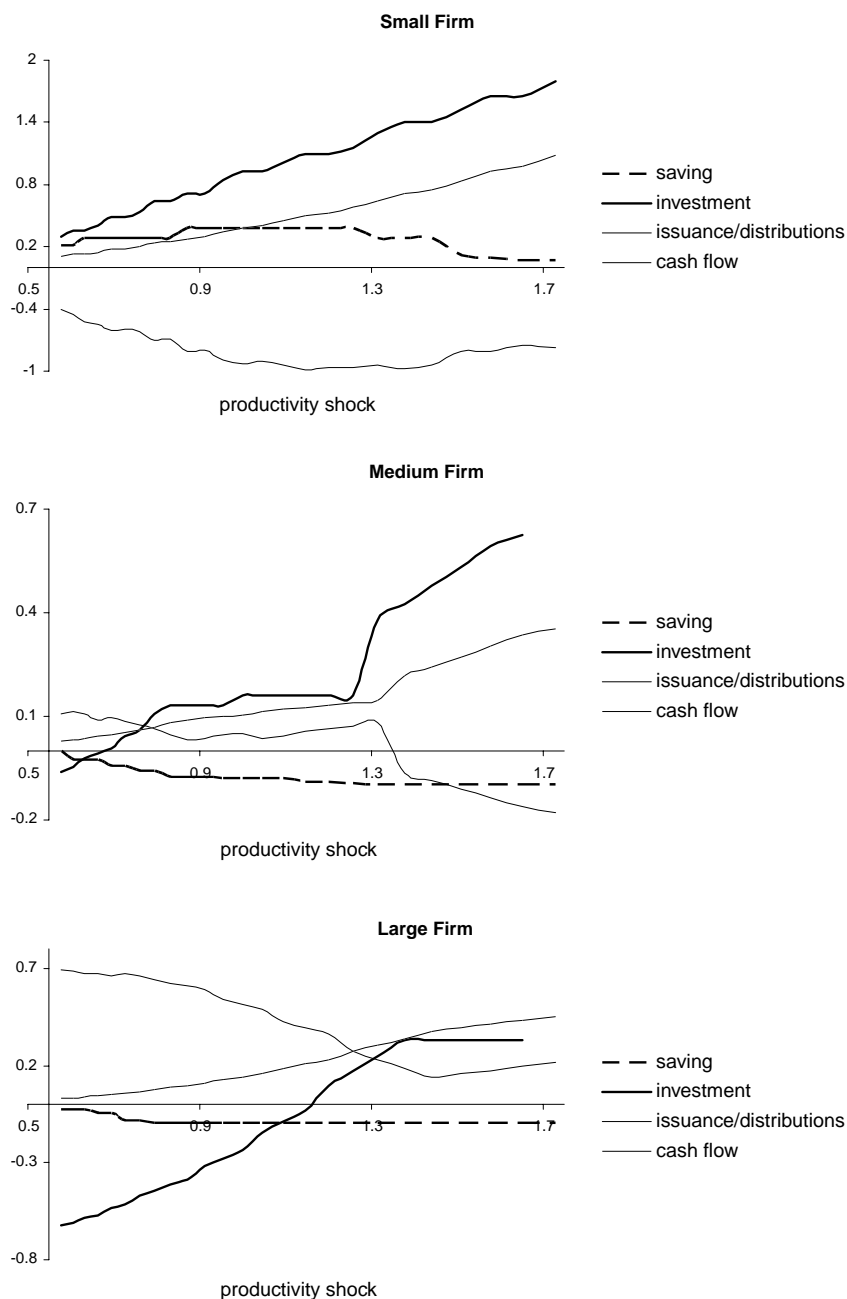 Small Firm
2
1.4
0.8
0.2
-0.4
-1
0.5 0.9 1.3 1.7
saving
investment
issuance/distributions
cash flow
productivity shock
Medium Firm
0.7
0.4
0.1
-0.2
0.5 0.9 1.3 1.7
saving
investment
issuance/distributions
cash flow
productivity shock
Large Firm
0.7
0.2
-0.3
-0.8
0.5 0.9 1.3 1.7
saving
investment
issuance/distributions
cash flow
productivity shock